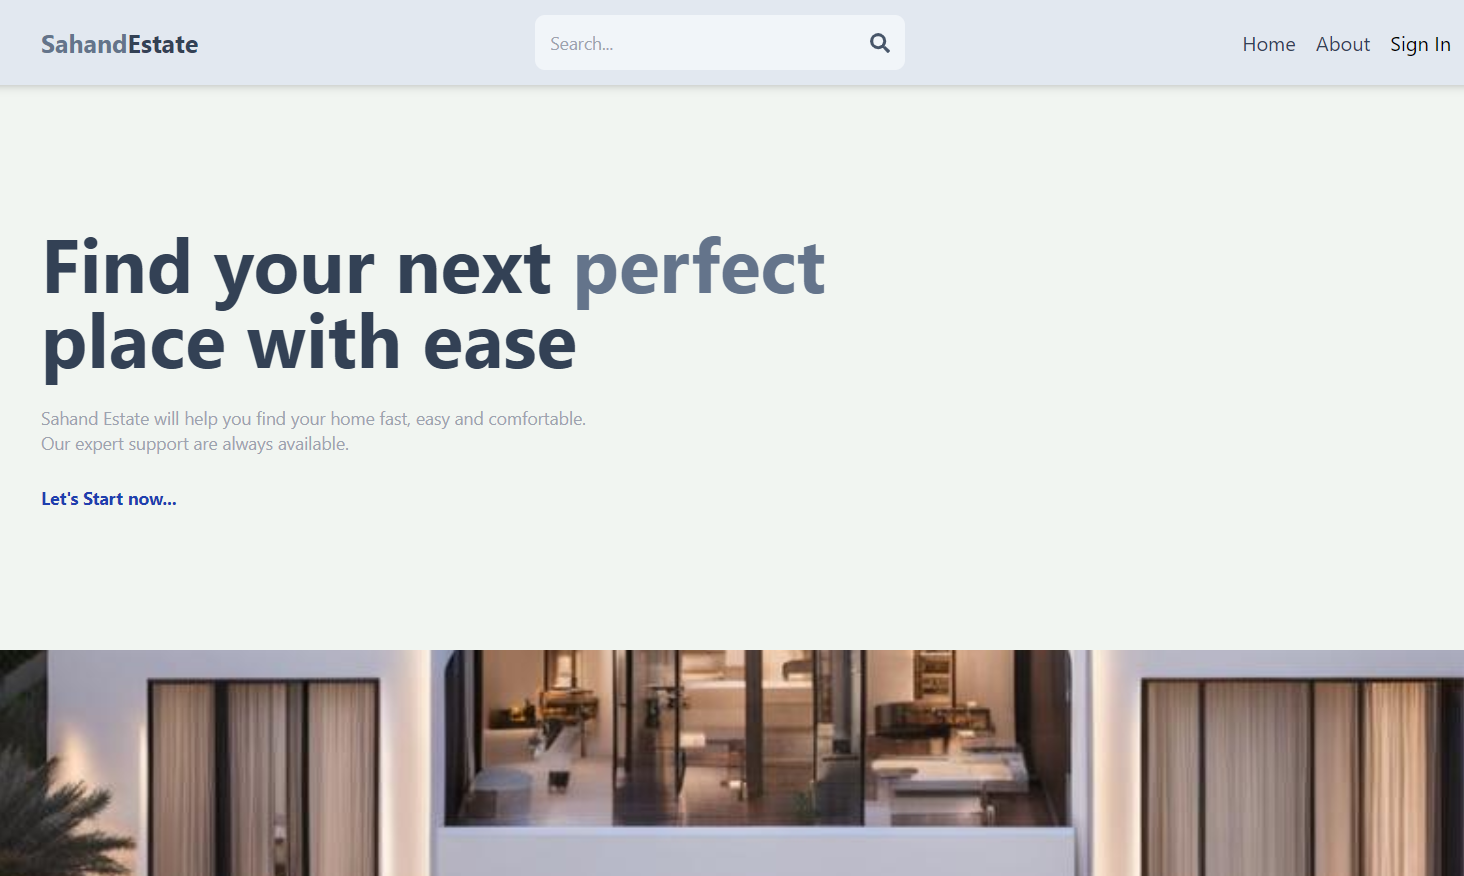 SahandEstate
Search...
Home About Sign In
Find your next perfect
place with ease
Sahand Estate will help you find your home fast, easy and comfortable.
Our expert support are always available.
Let's Start now...